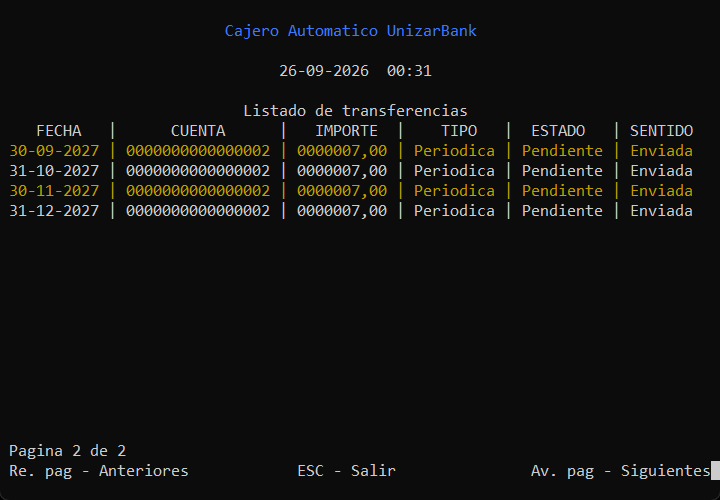 Cajero Automatico UnizarBank
26-09-2026  00:31
Listado de transferencias
FECHA | CUENTA | IMPORTE | TIPO | ESTADO | SENTIDO
30-09-2027 | 0000000000000002 | 0000007,00 | Periodica | Pendiente | Enviada
31-10-2027 | 0000000000000002 | 0000007,00 | Periodica | Pendiente | Enviada
30-11-2027 | 0000000000000002 | 0000007,00 | Periodica | Pendiente | Enviada
31-12-2027 | 0000000000000002 | 0000007,00 | Periodica | Pendiente | Enviada
Pagina 2 de 2
Re. pag - Anteriores ESC - Salir Av. pag - Siguientes